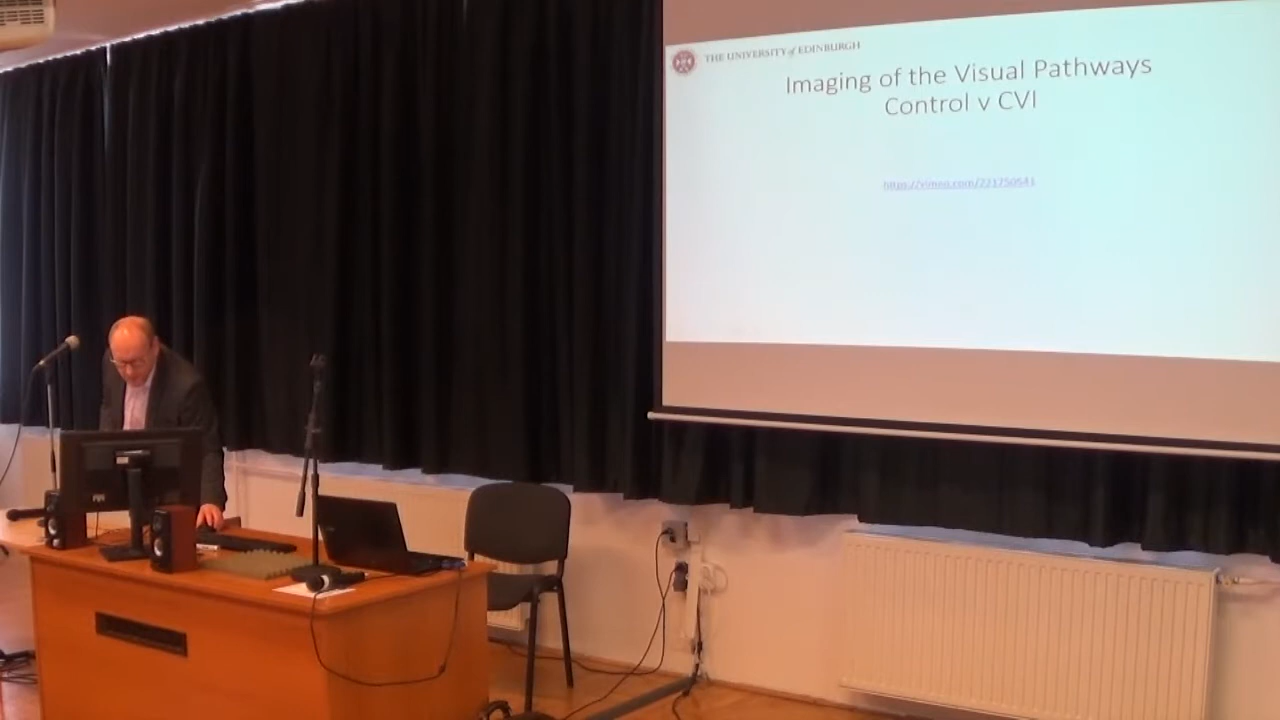 THE UNIVERSITY of EDINBURGH
Imaging of the Visual Pathways
Control v CVI
https://vimeo.com/221750541